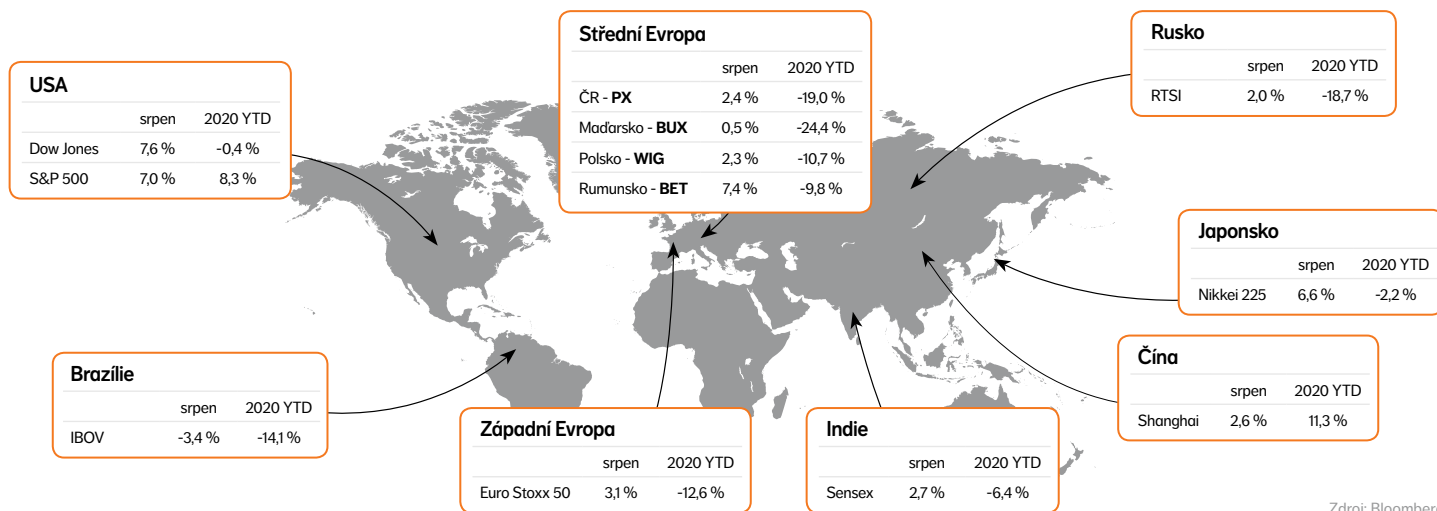 USA
srpen 2020 YTD
Dow Jones 7,6 % -0,4 %
S&P 500 7,0 % 8,3 %
Střední Evropa
srpen 2020 YTD
ČR - PX 2,4 % -19,0 %
Maďarsko - BUX 0,5 % -24,4 %
Polsko - WIG 2,3 % -10,7 %
Rumunsko - BET 7,4 % -9,8 %
Rusko
srpen 2020 YTD
RTSI 2,0 % -18,7 %
Japonsko
srpen 2020 YTD
Nikkei 225 6,6 % -2,2 %
Čína
srpen 2020 YTD
Shanghai 2,6 % 11,3 %
Brazílie
srpen 2020 YTD
IBOV -3,4 % -14,1 %
Západní Evropa
srpen 2020 YTD
Euro Stoxx 50 3,1 % -12,6 %
Indie
srpen 2020 YTD
Sensex 2,7 % -6,4 %
Zdroj: Bloomberg